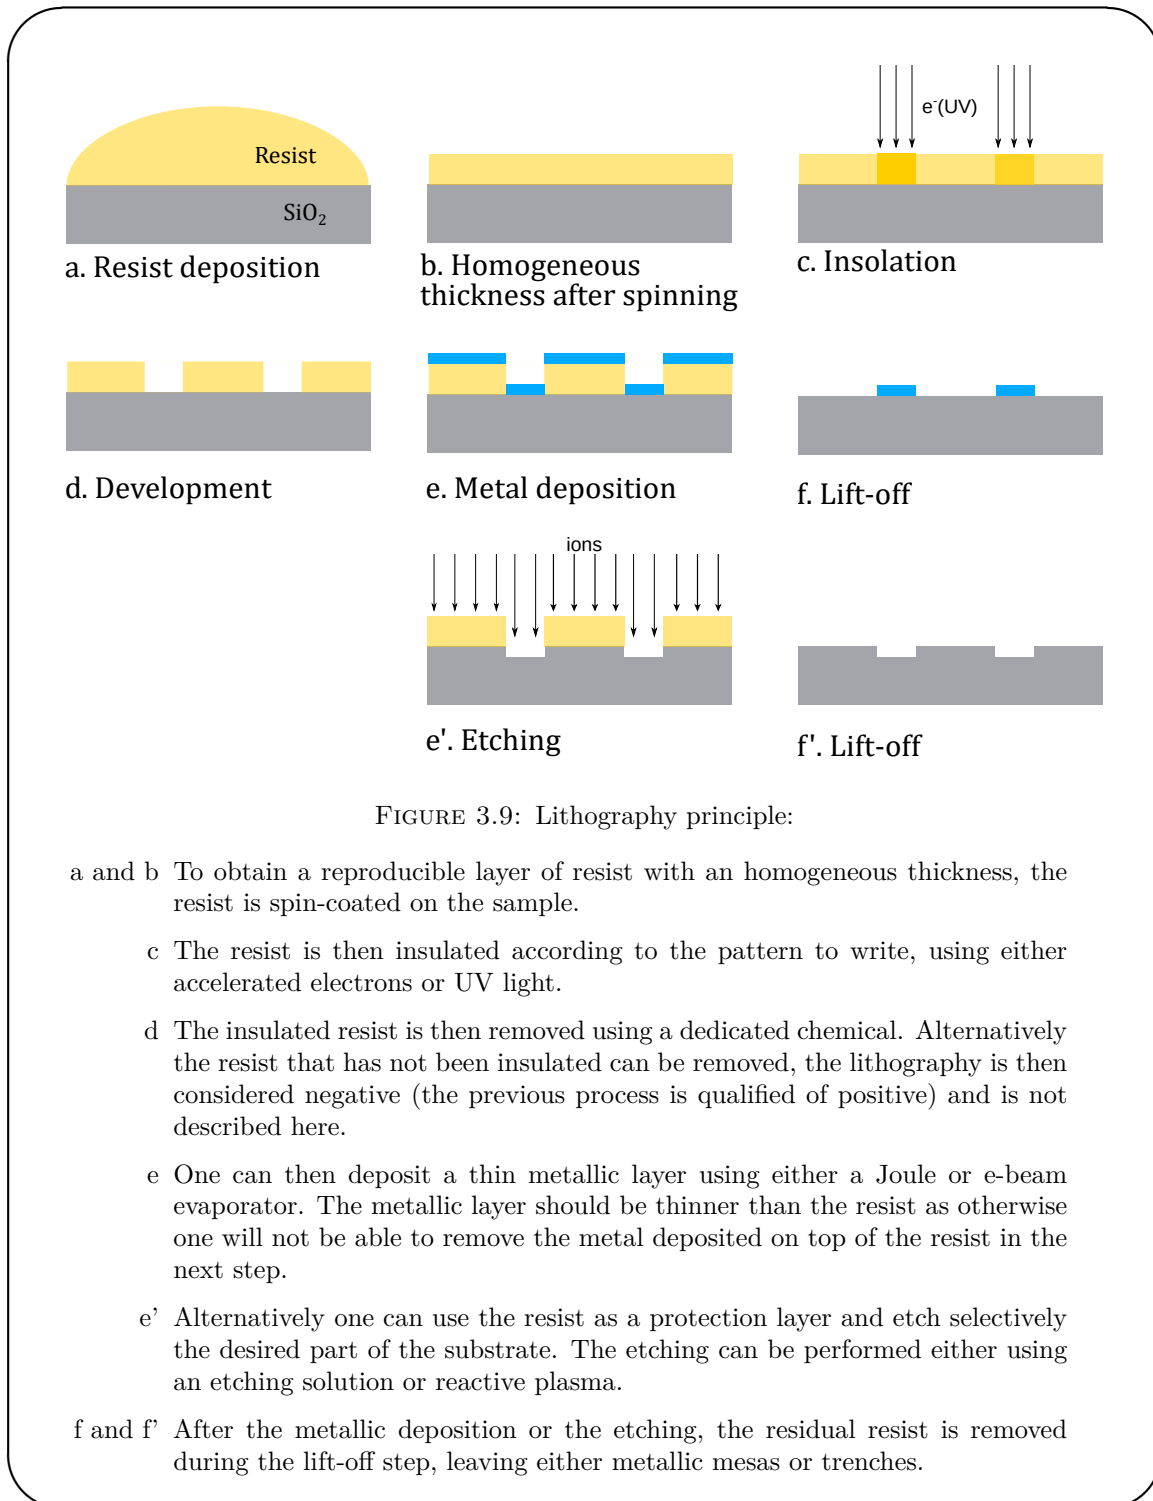 e⁻(UV)
Resist
SiO₂
a. Resist deposition
b. Homogeneous
thickness after spinning
c. Insolation
d. Development
e. Metal deposition
f. Lift-off
ions
e'. Etching
f'. Lift-off
FIGURE 3.9: Lithography principle:
a and b To obtain a reproducible layer of resist with an homogeneous thickness, the
resist is spin-coated on the sample.
c The resist is then insulated according to the pattern to write, using either
accelerated electrons or UV light.
d The insulated resist is then removed using a dedicated chemical. Alternatively
the resist that has not been insulated can be removed, the lithography is then
considered negative (the previous process is qualified of positive) and is not
described here.
e One can then deposit a thin metallic layer using either a Joule or e-beam
evaporator. The metallic layer should be thinner than the resist as otherwise
one will not be able to remove the metal deposited on top of the resist in the
next step.
e’ Alternatively one can use the resist as a protection layer and etch selectively
the desired part of the substrate. The etching can be performed either using
an etching solution or reactive plasma.
f and f’ After the metallic deposition or the etching, the residual resist is removed
during the lift-off step, leaving either metallic mesas or trenches.